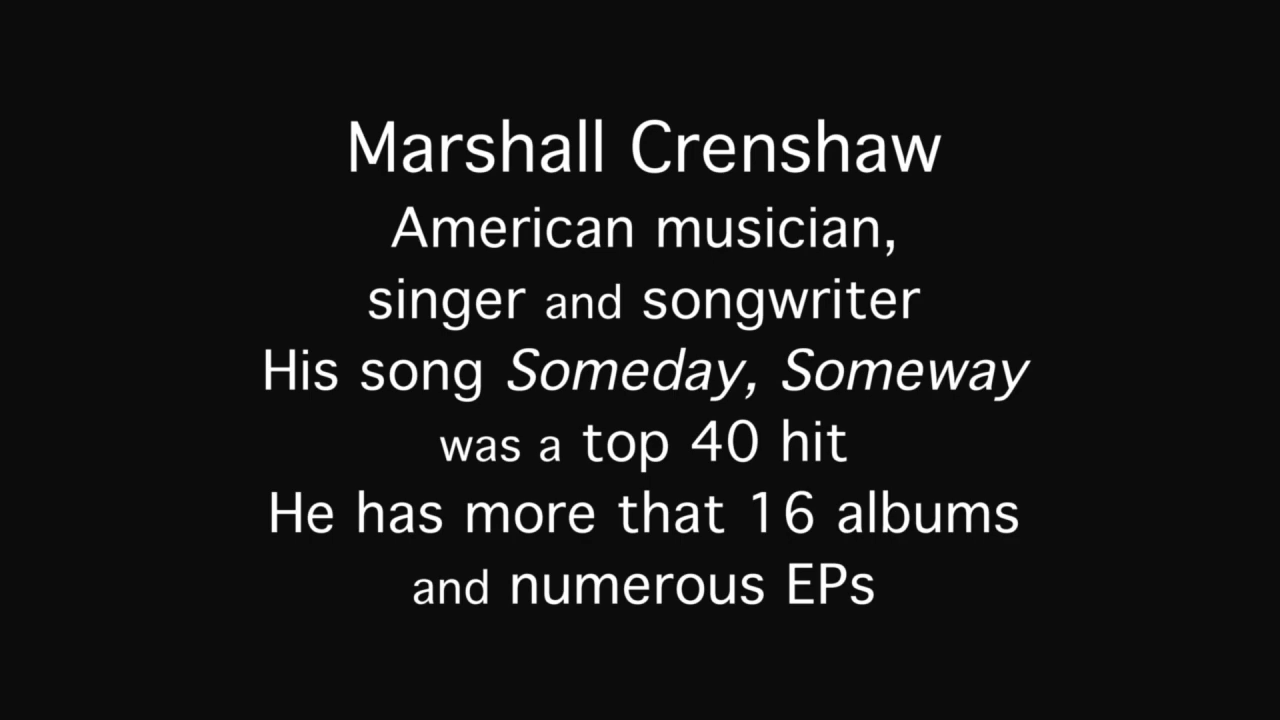 Marshall Crenshaw
American musician,
singer and songwriter
His song Someday, Someway
was a top 40 hit
He has more that 16 albums
and numerous EPs